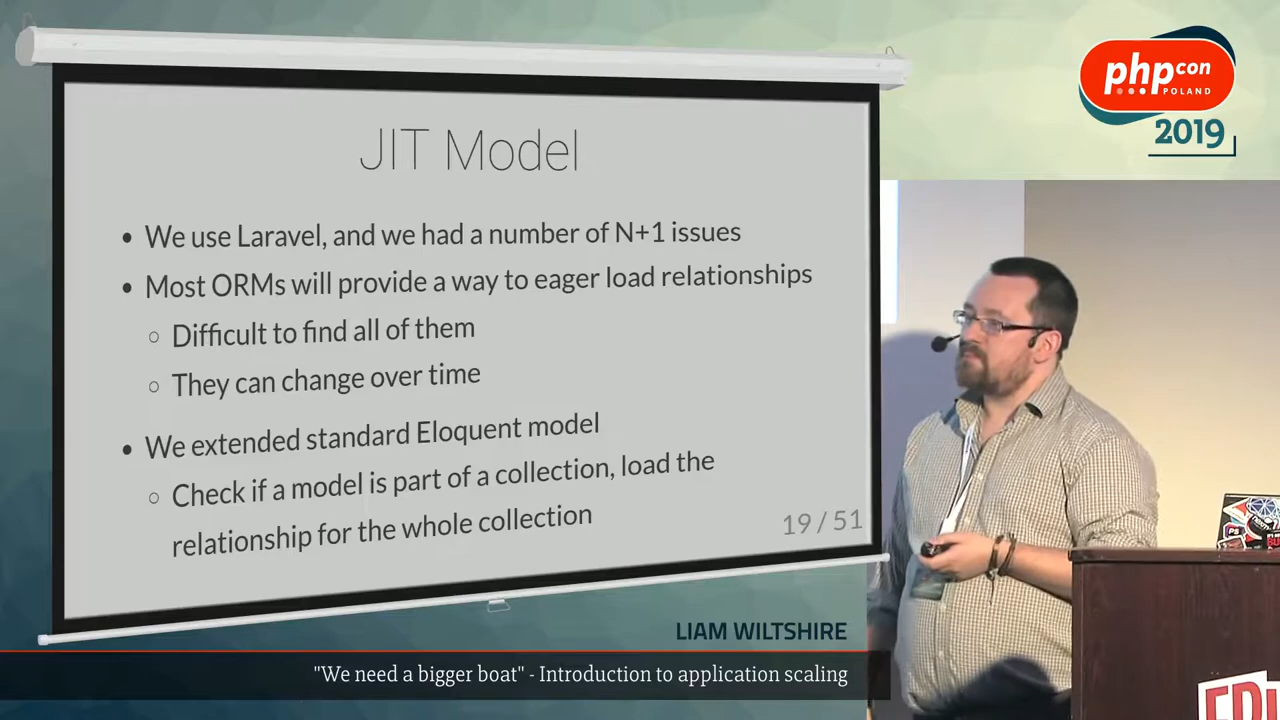 JIT Model
• We use Laravel, and we had a number of N+1 issues
• Most ORMs will provide a way to eager load relationships
○ Difficult to find all of them
○ They can change over time
• We extended standard Eloquent model
○ Check if a model is part of a collection, load the
relationship for the whole collection
19 / 51
phpcon
POLAND
2019
LIAM WILTSHIRE
"We need a bigger boat" - Introduction to application scaling